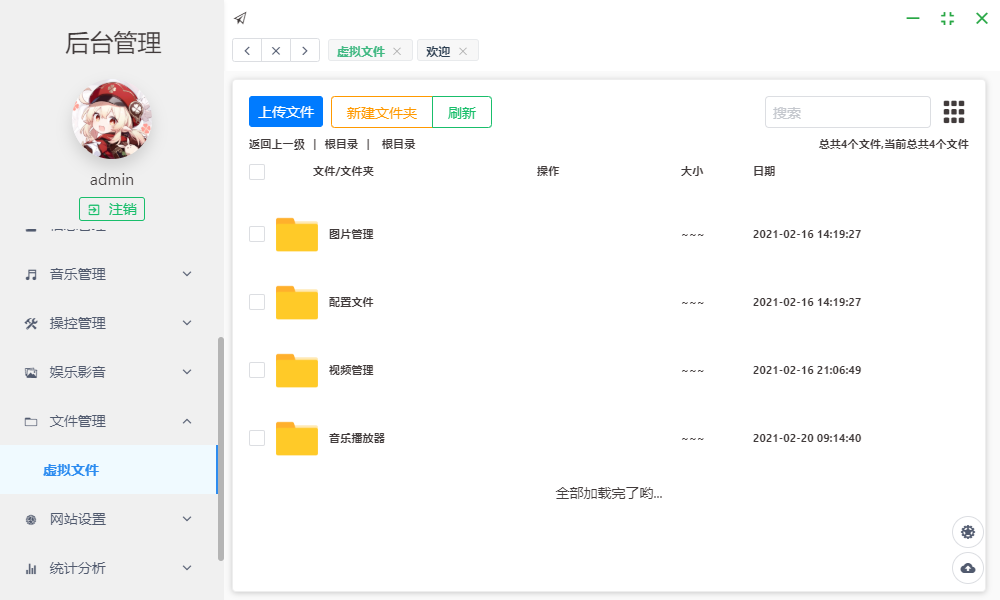 后台管理
admin
注销
音乐管理
操控管理
娱乐影音
文件管理
虚拟文件
网站设置
统计分析
虚拟文件
欢迎
上传文件 新建文件夹 刷新
搜索
返回上一级 | 根目录 | 根目录
总共4个文件,当前总共4个文件
文件/文件夹 操作 大小 日期
图片管理 ~~~ 2021-02-16 14:19:27
配置文件 ~~~ 2021-02-16 14:19:27
视频管理 ~~~ 2021-02-16 21:06:49
音乐播放器 ~~~ 2021-02-20 09:14:40
全部加载完了哟...